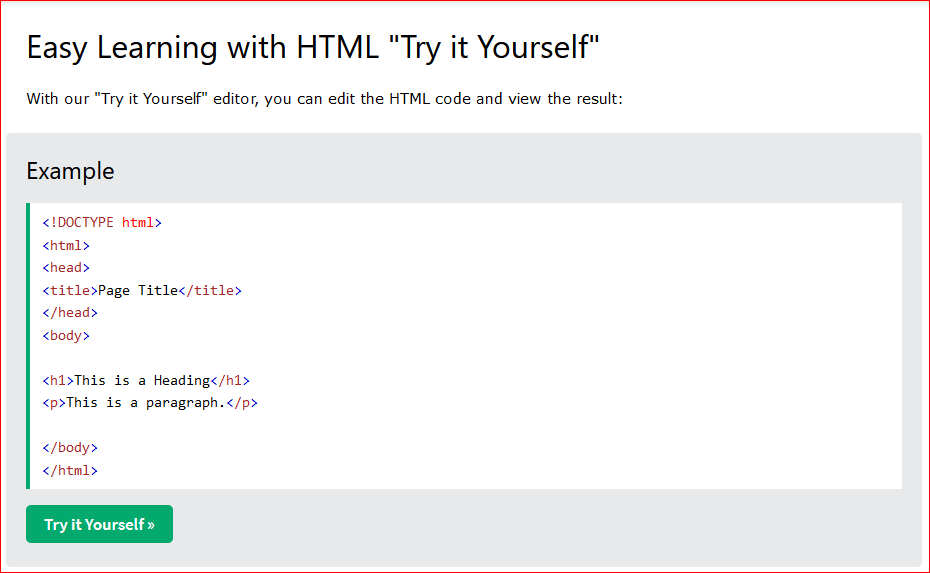 Easy Learning with HTML "Try it Yourself"
With our "Try it Yourself" editor, you can edit the HTML code and view the result:
Example
<!DOCTYPE html>
<html>
<head>
<title>Page Title</title>
</head>
<body>
<h1>This is a Heading</h1>
<p>This is a paragraph.</p>
</body>
</html>
Try it Yourself »